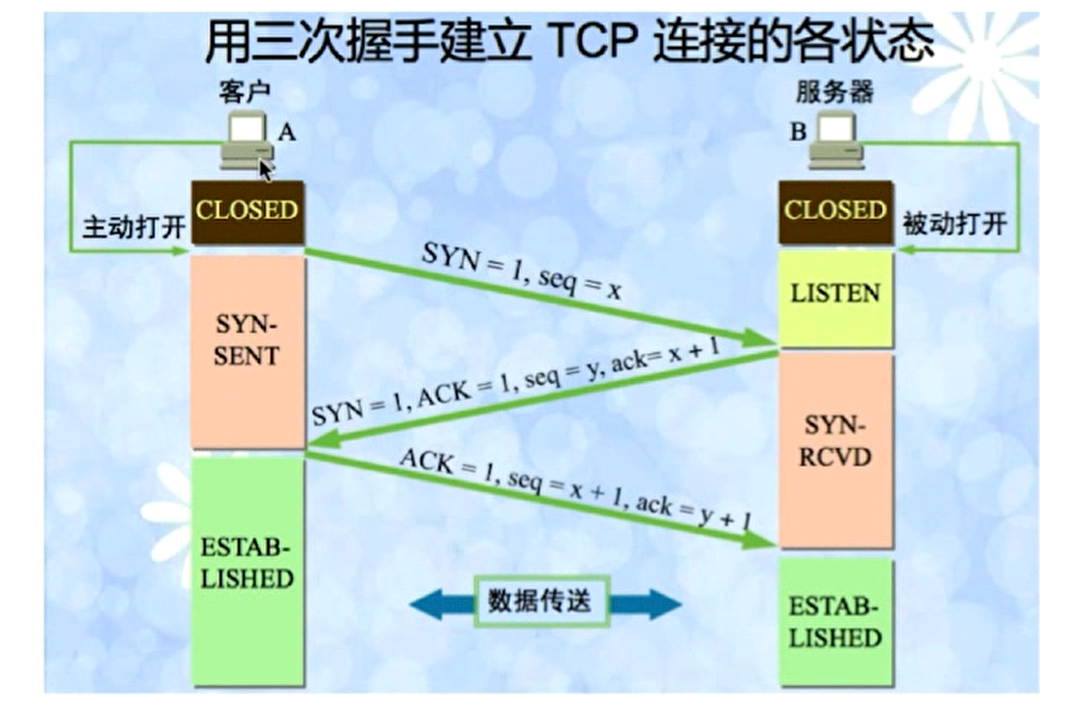 用三次握手建立 TCP 连接的各状态
客户
服务器
A
B
CLOSED
CLOSED
主动打开
被动打开
SYN = 1, seq = x
LISTEN
SYN-
SENT
SYN = 1, ACK = 1, seq = y, ack= x + 1
SYN-
RCVD
ACK = 1, seq = x + 1, ack = y + 1
ESTAB-
LISHED
数据传送
ESTAB-
LISHED